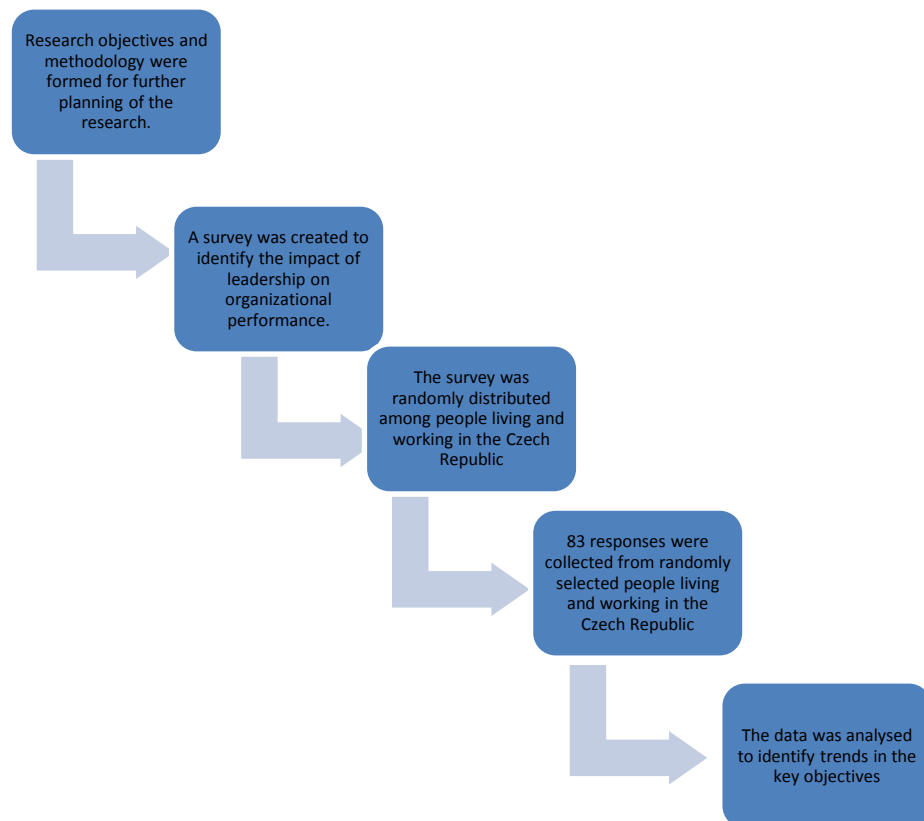 Research objectives and
methodology were
formed for further
planning of the
research.
A survey was created to
identify the impact of
leadership on
organizational
performance.
The survey was
randomly distributed
among people living and
working in the Czech
Republic
83 responses were
collected from randomly
selected people living
and working in the
Czech Republic
The data was analysed
to identify trends in the
key objectives